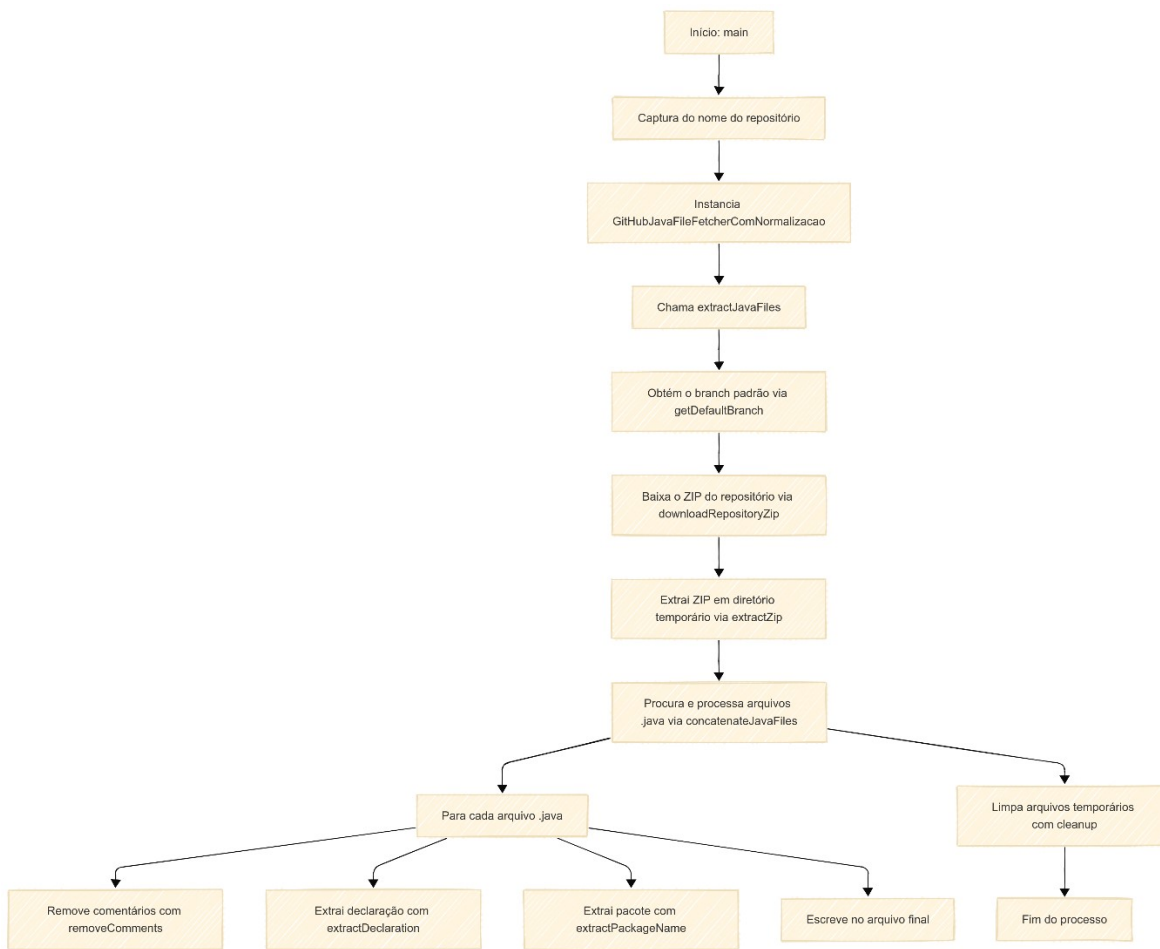 Início: main
Captura do nome do repositório
Instancia
GitHubJavaFileFetcherComNormalizacao
Chama extractJavaFiles
Obtém o branch padrão via
getDefaultBranch
Baixa o ZIP do repositório via
downloadRepositoryZip
Extrai ZIP em diretório
temporário via extractZip
Procura e processa arquivos
.java via concatenateJavaFiles
Para cada arquivo .java
Limpa arquivos temporários
com cleanup
Remove comentários com
removeComments
Extrai declaração com
extractDeclaration
Extrai pacote com
extractPackageName
Escreve no arquivo final
Fim do processo